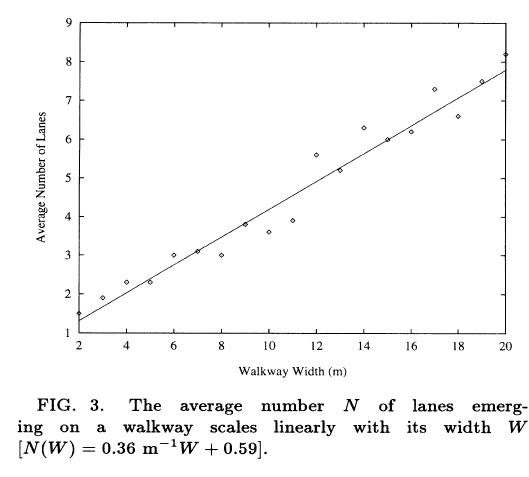 9
8
7
6
5
4
3
2
1
Average Number of Lanes
2 4 6 8 10 12 14 16 18 20
Walkway Width (m)
FIG. 3. The average number N of lanes emerg-
ing on a walkway scales linearly with its width W
[N(W) = 0.36 m⁻¹W + 0.59].